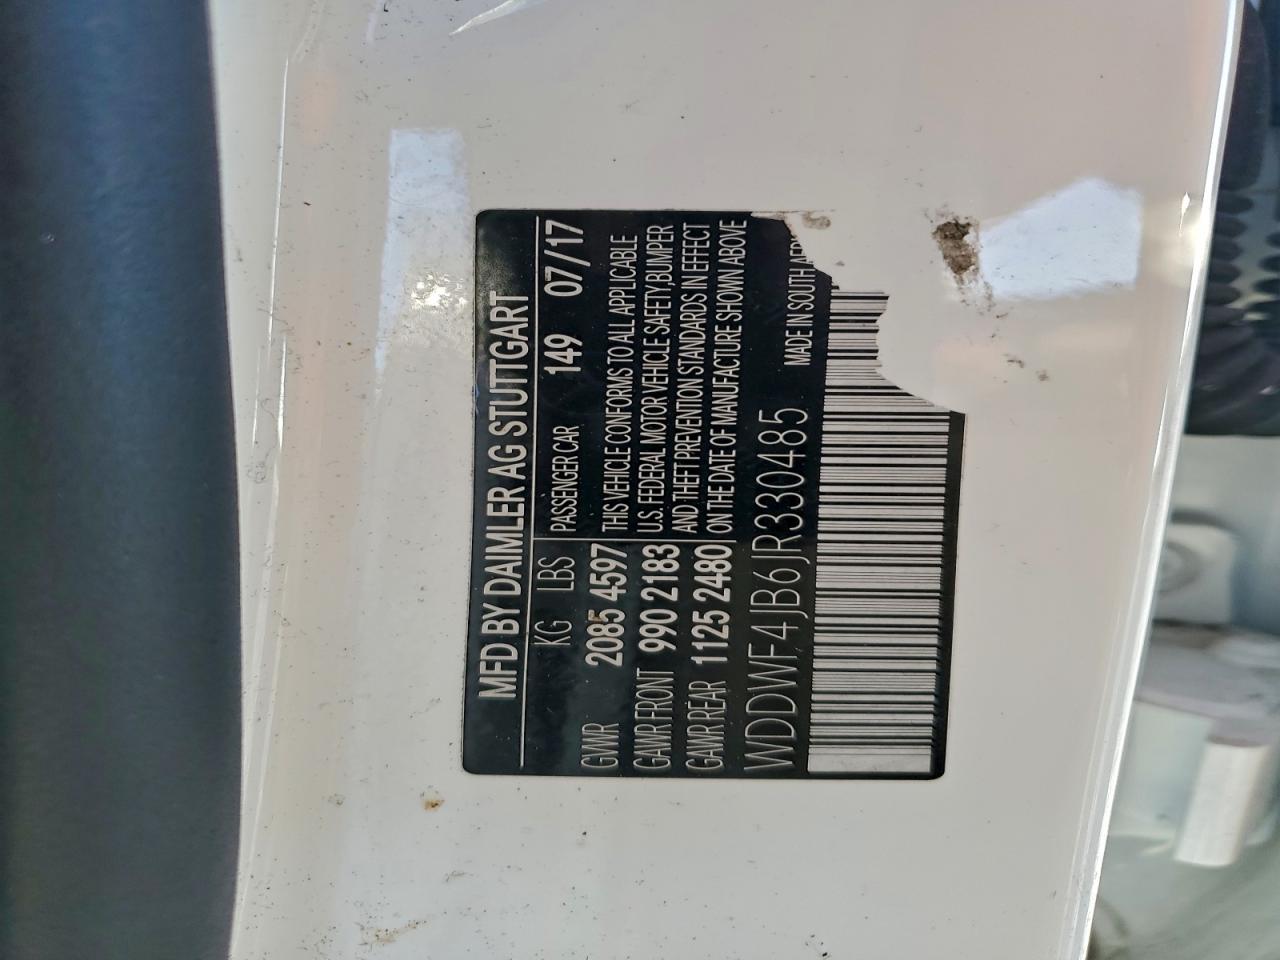 MFD BY DAIMLER AG STUTTGART
KG LBS PASSENGER CAR 149 07/17
GVWR 2085 4597 THIS VEHICLE CONFORMS TO ALL APPLICABLE
GAWR FRONT 990 2183 U.S. FEDERAL MOTOR VEHICLE SAFETY,BUMPER
GAWR REAR 1125 2480 AND THEFT PREVENTION STANDARDS IN EFFECT
ON THE DATE OF MANUFACTURE SHOWN ABOVE
WDDWF4JB6JR330485
MADE IN SOUTH